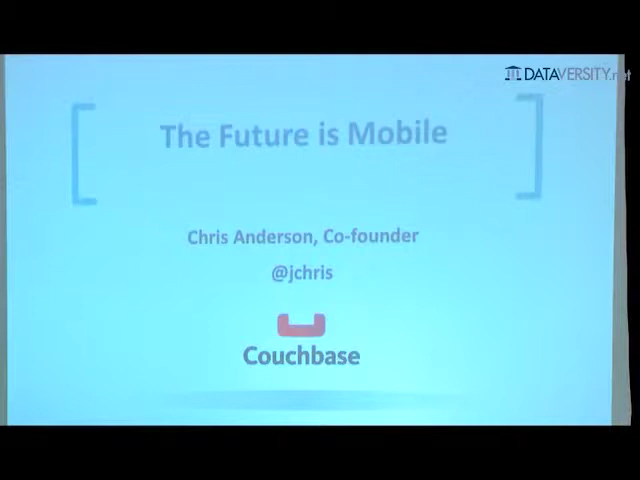 DATAVERSITY.net
The Future is Mobile
Chris Anderson, Co-founder
@jchris
Couchbase